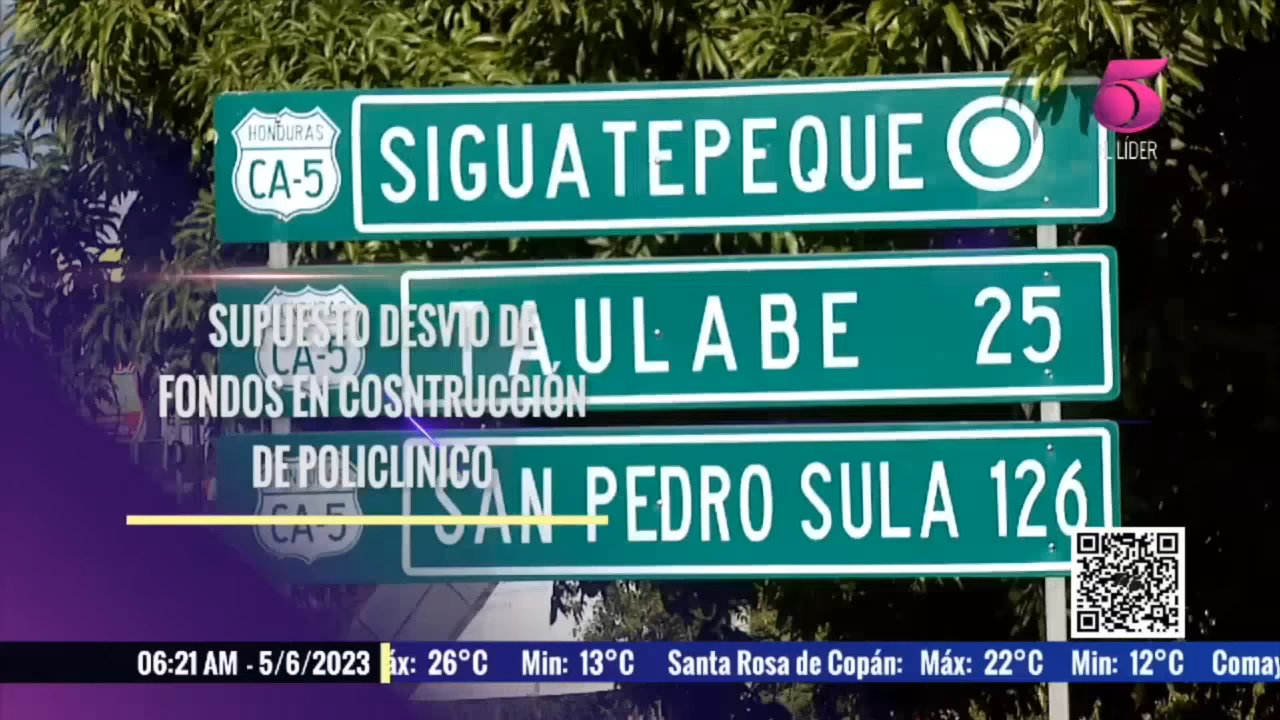 HONDURAS
CA-5
SIGUATEPEQUE
5
EL LÍDER
CA-5
TAULABE 25
SUPUESTO DESVIO DE
FONDOS EN COSNTRUCCIÓN
DE POLICLÍNICO
CA-5
SAN PEDRO SULA 126
06:21 AM - 5/6/2023
áx: 26°C Min: 13°C Santa Rosa de Copán: Máx: 22°C Min: 12°C Comay